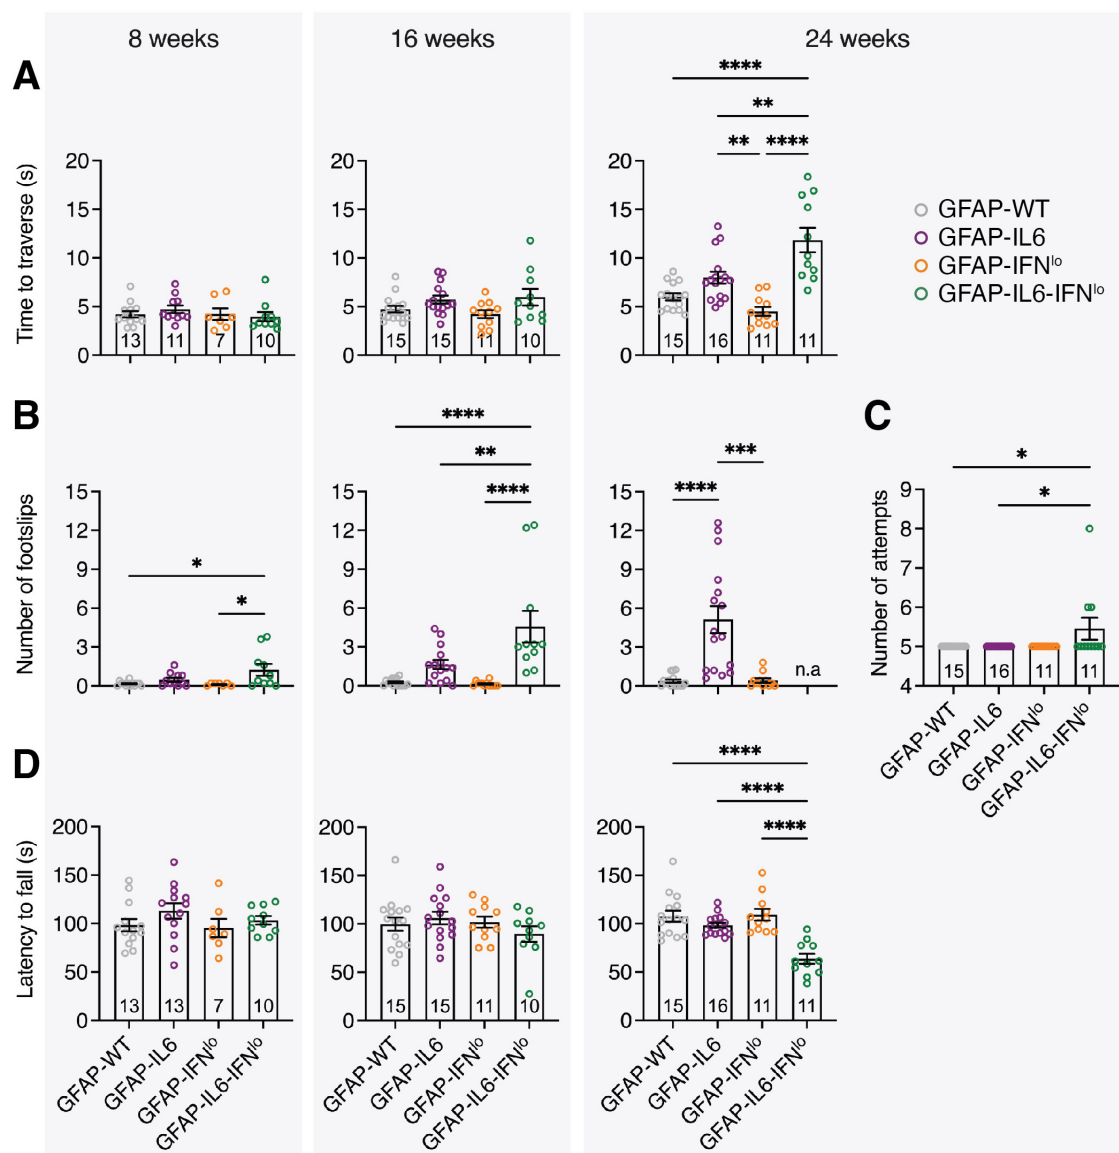 8 weeks 16 weeks 24 weeks
A
**** 
**
** ****
Time to traverse (s)
20 20 20
15 15 15
10 10 10
5 5 5
0 0 0
13 11 7 10 15 15 11 10 15 16 11 11
GFAP-WT
GFAP-IL6
GFAP-IFNlo
GFAP-IL6-IFNlo
B
****
**
****
***
****
*
*
Number of footslips
15 15 15
12 12 12
9 9 9
6 6 6
3 3 3
0 0 0
n.a
C
*
*
Number of attempts
9
8
7
6
5
4
15 16 11 11
GFAP-WT GFAP-IL6 GFAP-IFNlo GFAP-IL6-IFNlo
D
****
****
****
Latency to fall (s)
200 200 200
150 150 150
100 100 100
50 50 50
0 0 0
13 13 7 10 15 15 11 10 15 16 11 11
GFAP-WT GFAP-IL6 GFAP-IFNlo GFAP-IL6-IFNlo GFAP-WT GFAP-IL6 GFAP-IFNlo GFAP-IL6-IFNlo GFAP-WT GFAP-IL6 GFAP-IFNlo GFAP-IL6-IFNlo